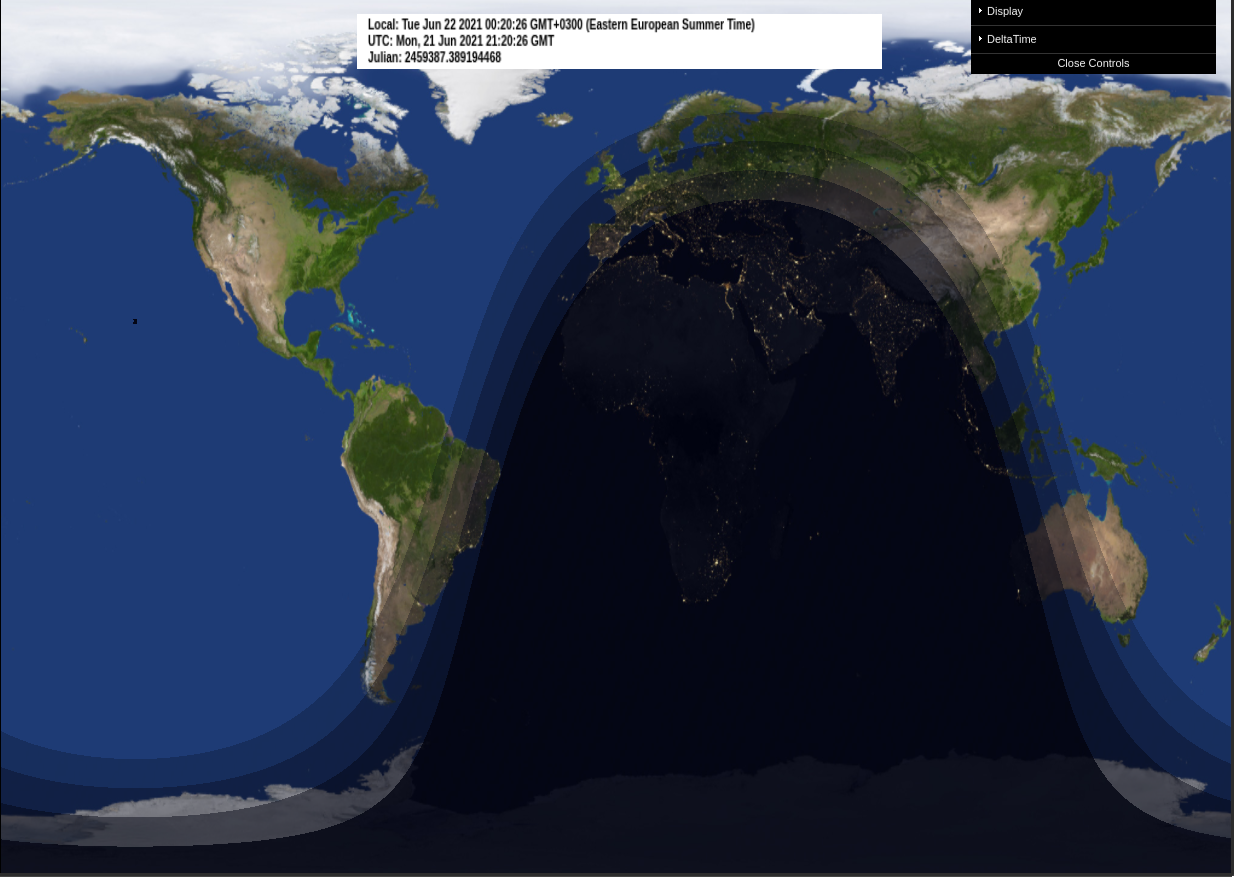 Local: Tue Jun 22 2021 00:20:26 GMT+0300 (Eastern European Summer Time)
UTC: Mon, 21 Jun 2021 21:20:26 GMT
Julian: 2459387.389194468
Display
DeltaTime
Close Controls